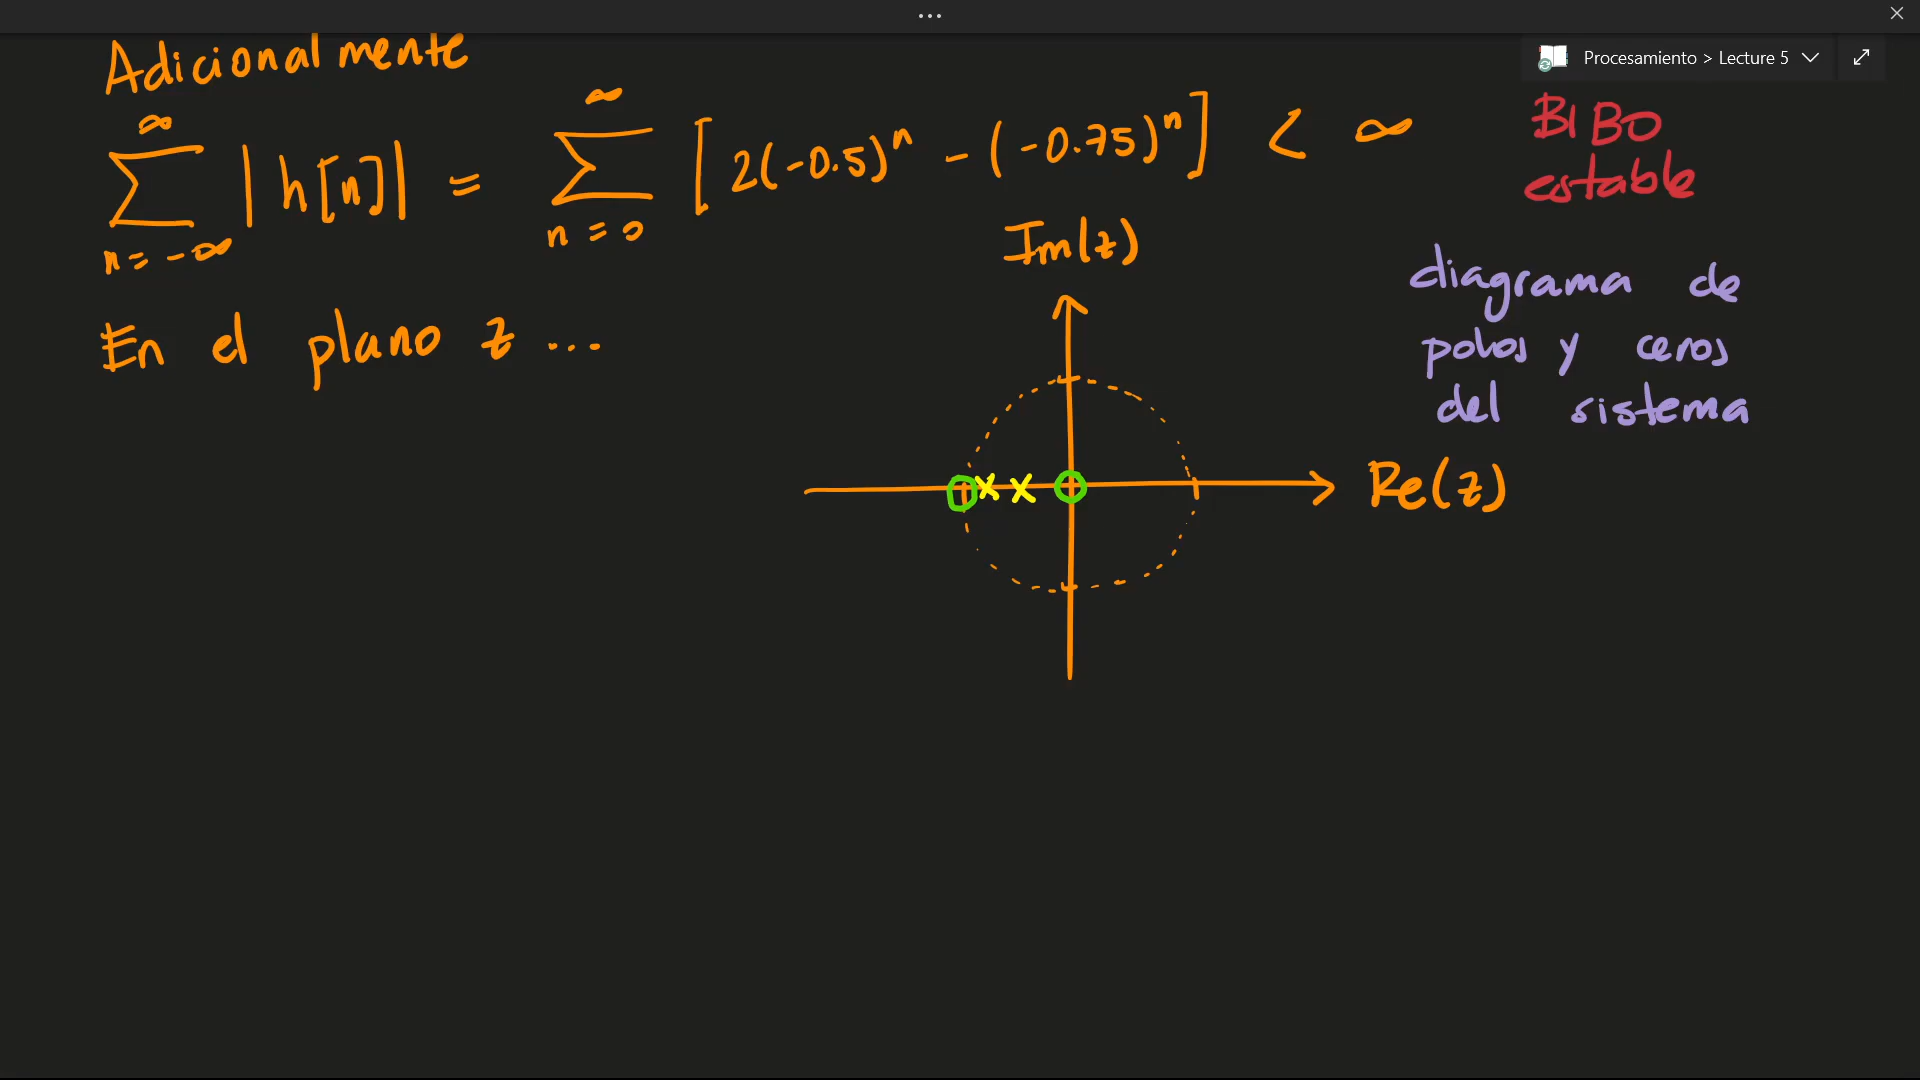 Procesamiento > Lecture 5
Adicionalmente
∞
∑ |h[n]| = ∑ [2(-0.5)ⁿ - (-0.75)ⁿ] < ∞
n=-∞
∞
n=0
BIBO
estable
En el plano z ...
diagrama de
polos y ceros
del sistema
Im(z)
Re(z)